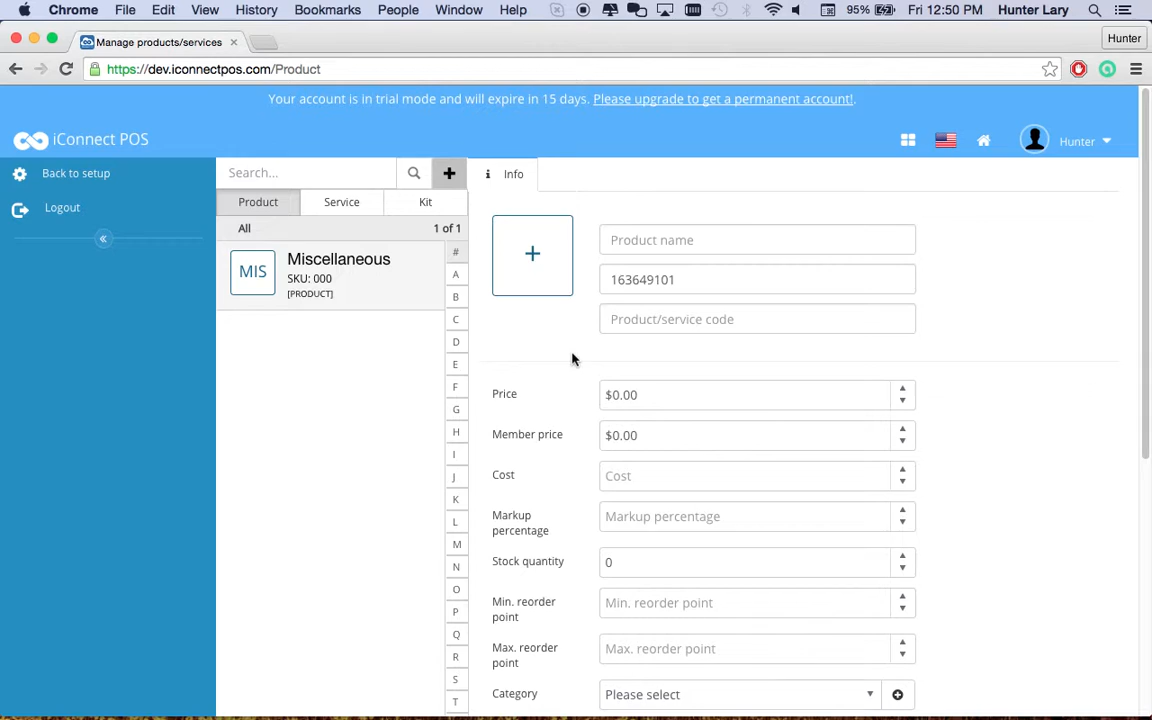 Chrome File Edit View History Bookmarks People Window Help 95% Fri 12:50 PM Hunter Lary
Manage products/services Hunter
https://dev.iconnectpos.com/Product
Your account is in trial mode and will expire in 15 days. Please upgrade to get a permanent account!.
iConnect POS Hunter
Back to setup
Logout
Search...
Info
Product Service Kit
All 1 of 1
MIS
Miscellaneous
SKU: 000
[PRODUCT]
#
A
B
C
D
E
F
G
H
I
J
K
L
M
N
O
P
Q
R
S
T
Product name
163649101
Product/service code
Price $0.00
Member price $0.00
Cost Cost
Markup percentage Markup percentage
Stock quantity 0
Min. reorder point Min. reorder point
Max. reorder point Max. reorder point
Category Please select